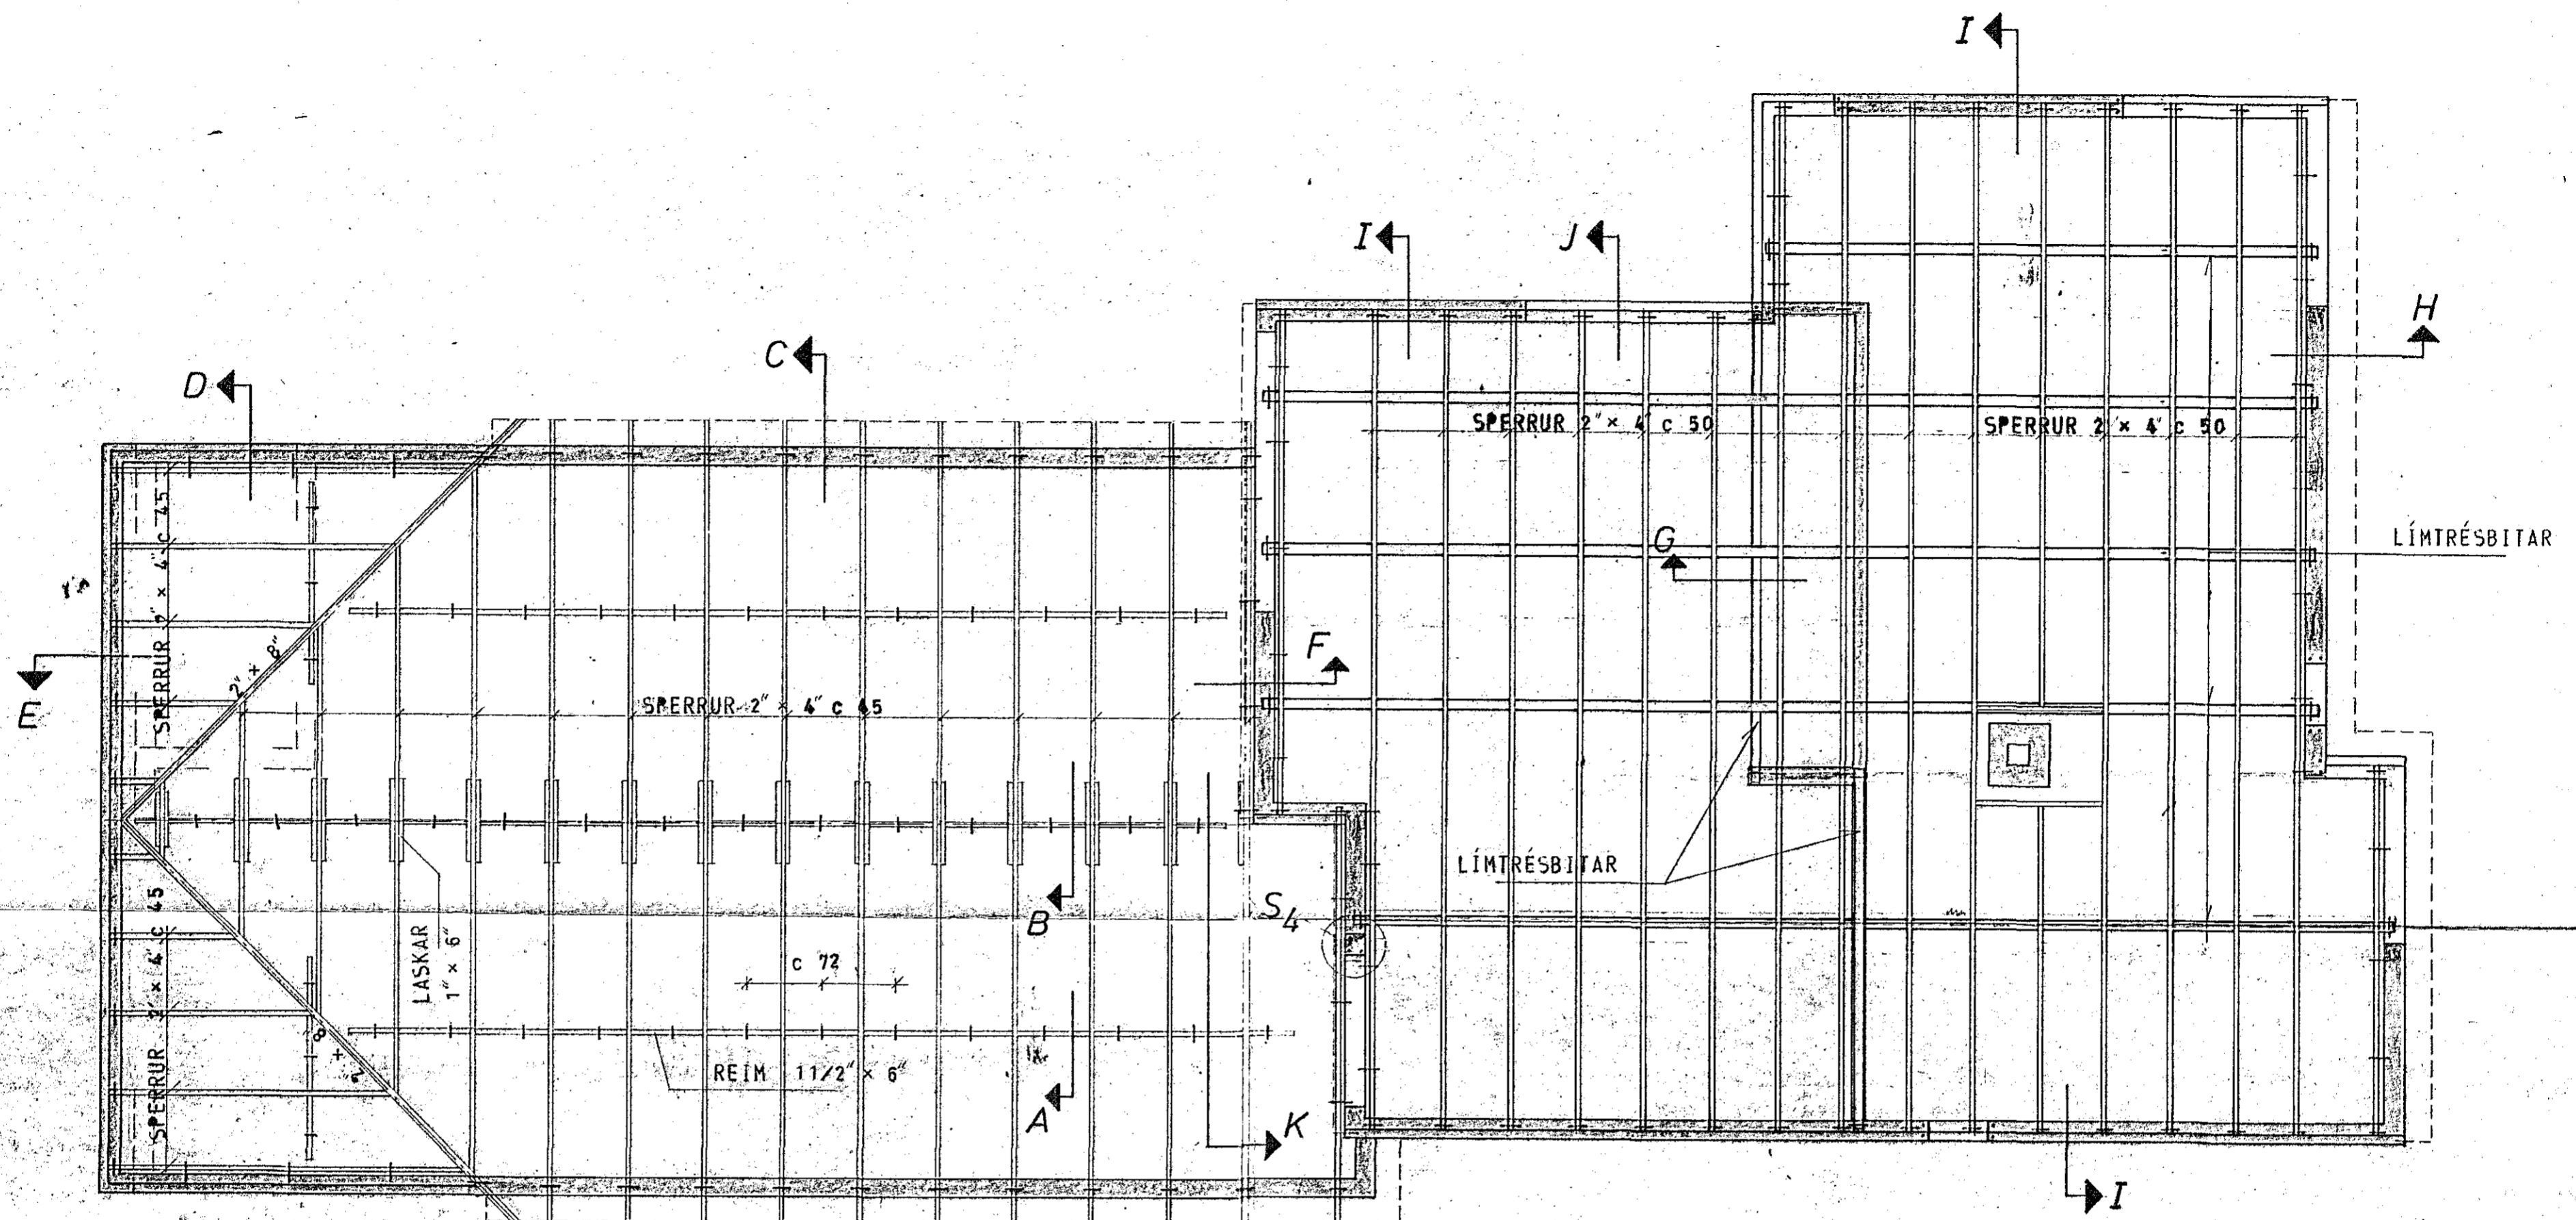 I
I
J
H
C
D
SPERRUR 2" × 4" c 50
SPERRUR 2" × 4" c 50
LÍMTRÉSBITAR
G
SPERRUR 2" × 4" c 45
2" + 8"
E
F
SPERRUR 2" × 4" c 45
LÍMTRÉSBITAR
B
S4
LASKAR
1" × 6"
c 72
SPERRUR 2" × 4" c 45
2" + 8"
REIM 11/2" × 6"
A
K
I